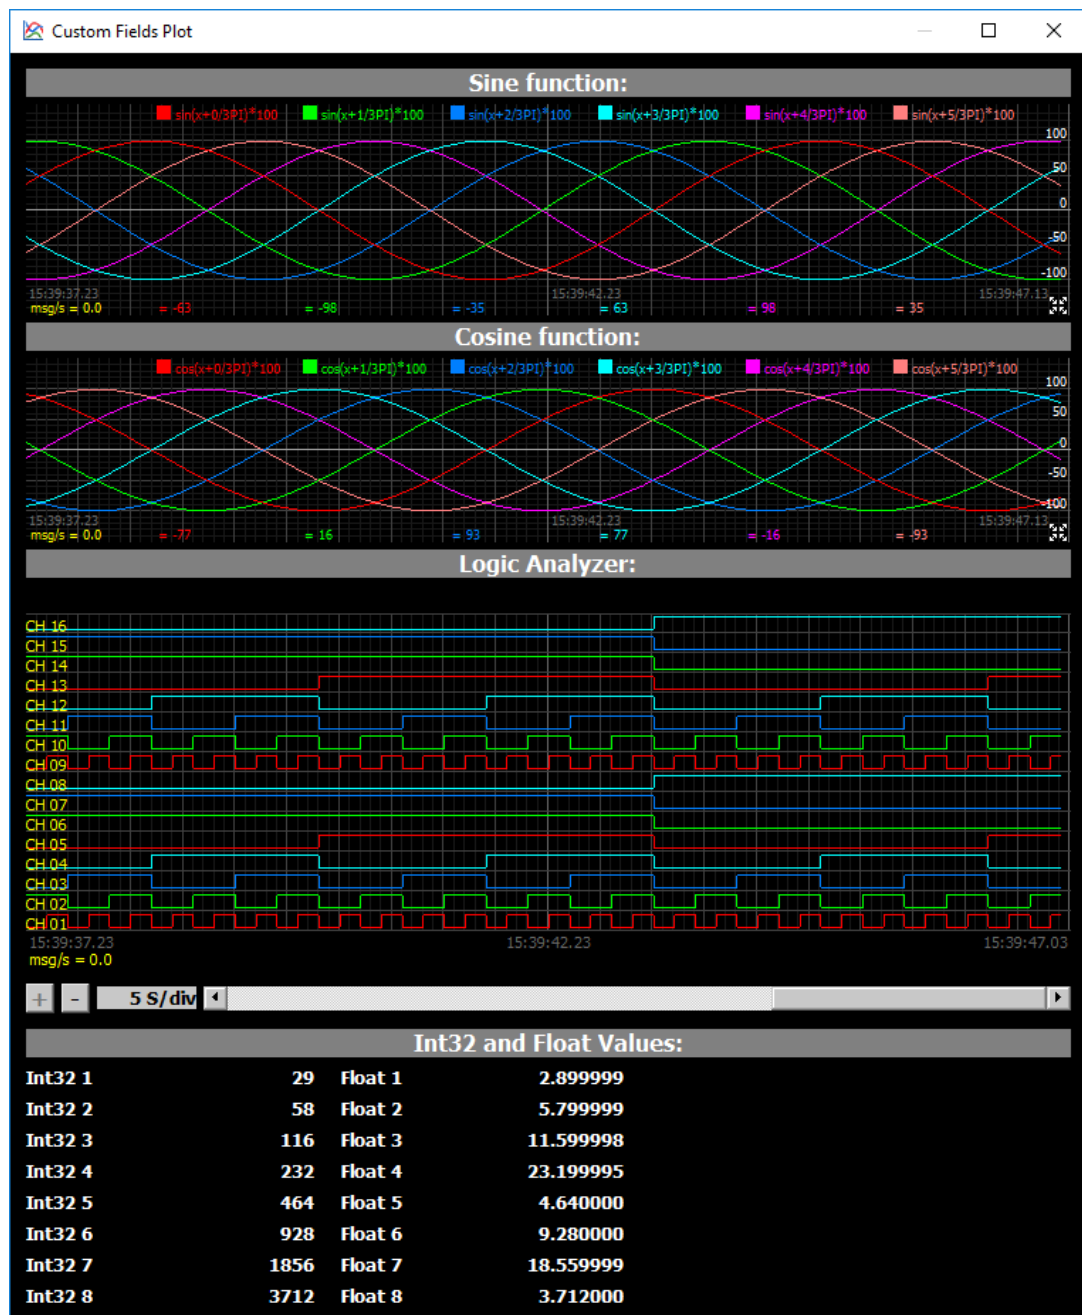 Custom Fields Plot
Sine function:
sin(x+0/3PI)*100 sin(x+1/3PI)*100 sin(x+2/3PI)*100 sin(x+3/3PI)*100 sin(x+4/3PI)*100 sin(x+5/3PI)*100
100
50
0
-50
-100
15:39:37.23 15:39:42.23 15:39:47.13
msg/s = 0.0 = -63 = -98 = -35 = 63 = 98 = 35
Cosine function:
cos(x+0/3PI)*100 cos(x+1/3PI)*100 cos(x+2/3PI)*100 cos(x+3/3PI)*100 cos(x+4/3PI)*100 cos(x+5/3PI)*100
100
50
0
-50
-100
15:39:37.23 15:39:42.23 15:39:47.13
msg/s = 0.0 = -77 = 16 = 93 = 77 = -16 = -93
Logic Analyzer:
CH 16
CH 15
CH 14
CH 13
CH 12
CH 11
CH 10
CH 09
CH 08
CH 07
CH 06
CH 05
CH 04
CH 03
CH 02
CH 01
15:39:37.23 15:39:42.23 15:39:47.03
msg/s = 0.0
+ - 5 S/div
Int32 and Float Values:
Int32 1 29 Float 1 2.899999
Int32 2 58 Float 2 5.799999
Int32 3 116 Float 3 11.599998
Int32 4 232 Float 4 23.199995
Int32 5 464 Float 5 4.640000
Int32 6 928 Float 6 9.280000
Int32 7 1856 Float 7 18.559999
Int32 8 3712 Float 8 3.712000